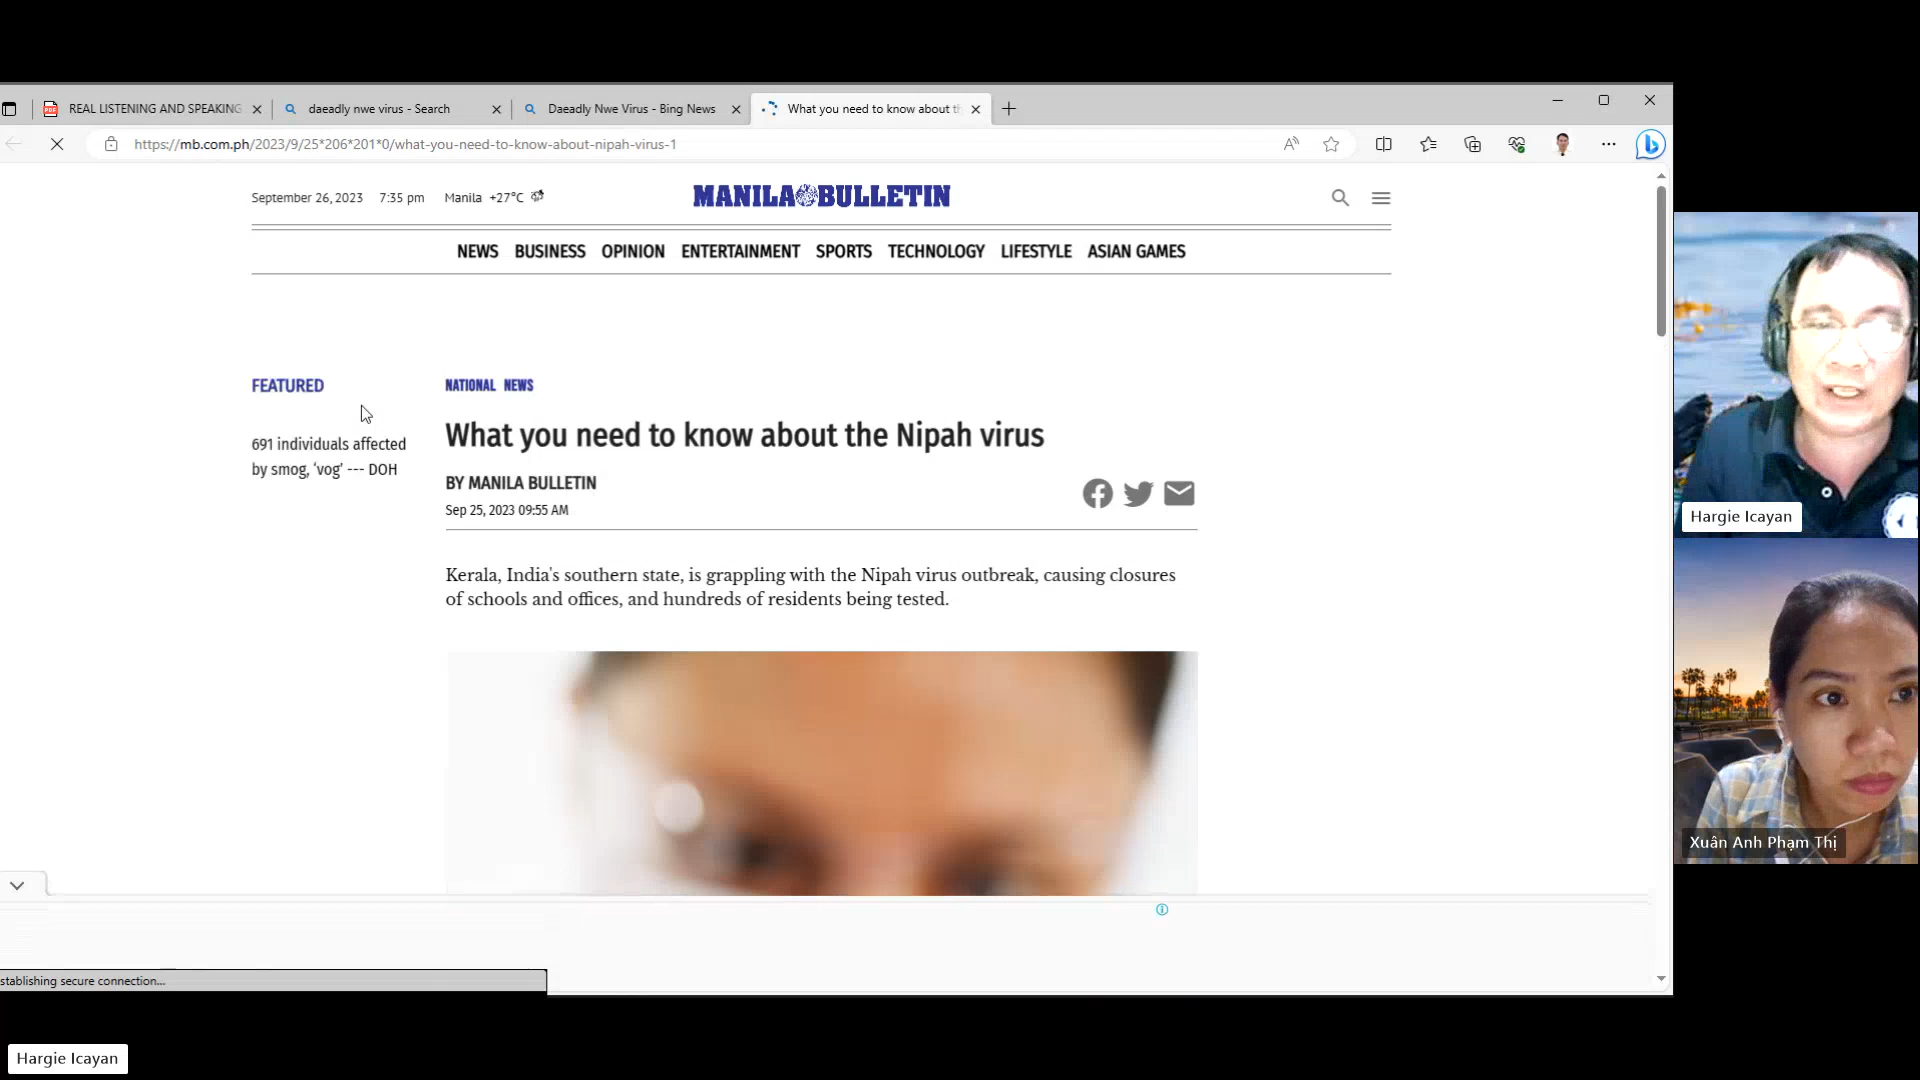 REAL LISTENING AND SPEAKING
daeadly nwe virus - Search
Daeadly Nwe Virus - Bing News
What you need to know about th
https://mb.com.ph/2023/9/25*206*201*0/what-you-need-to-know-about-nipah-virus-1
September 26, 2023 7:35 pm Manila +27°C
MANILA BULLETIN
NEWS BUSINESS OPINION ENTERTAINMENT SPORTS TECHNOLOGY LIFESTYLE ASIAN GAMES
FEATURED
691 individuals affected
by smog, ‘vog’ --- DOH
NATIONAL NEWS
What you need to know about the Nipah virus
BY MANILA BULLETIN
Sep 25, 2023 09:55 AM
Kerala, India's southern state, is grappling with the Nipah virus outbreak, causing closures
of schools and offices, and hundreds of residents being tested.
stablishing secure connection...
Hargie Icayan
Xuân Anh Phạm Thị
Hargie Icayan